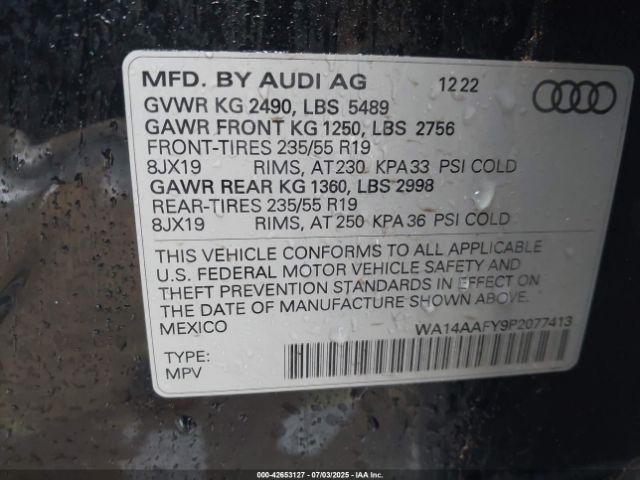 MFD. BY AUDI AG 12 22
GVWR KG 2490, LBS 5489
GAWR FRONT KG 1250, LBS 2756
FRONT-TIRES 235/55 R19
8JX19 RIMS, AT 230 KPA 33 PSI COLD
GAWR REAR KG 1360, LBS 2998
REAR-TIRES 235/55 R19
8JX19 RIMS, AT 250 KPA 36 PSI COLD
THIS VEHICLE CONFORMS TO ALL APPLICABLE
U.S. FEDERAL MOTOR VEHICLE SAFETY AND
THEFT PREVENTION STANDARDS IN EFFECT ON
THE DATE OF MANUFACTURE SHOWN ABOVE.
MEXICO
WA14AAFY9P2077413
TYPE:
MPV
000-42653127 - 07/03/2025 - IAA Inc.